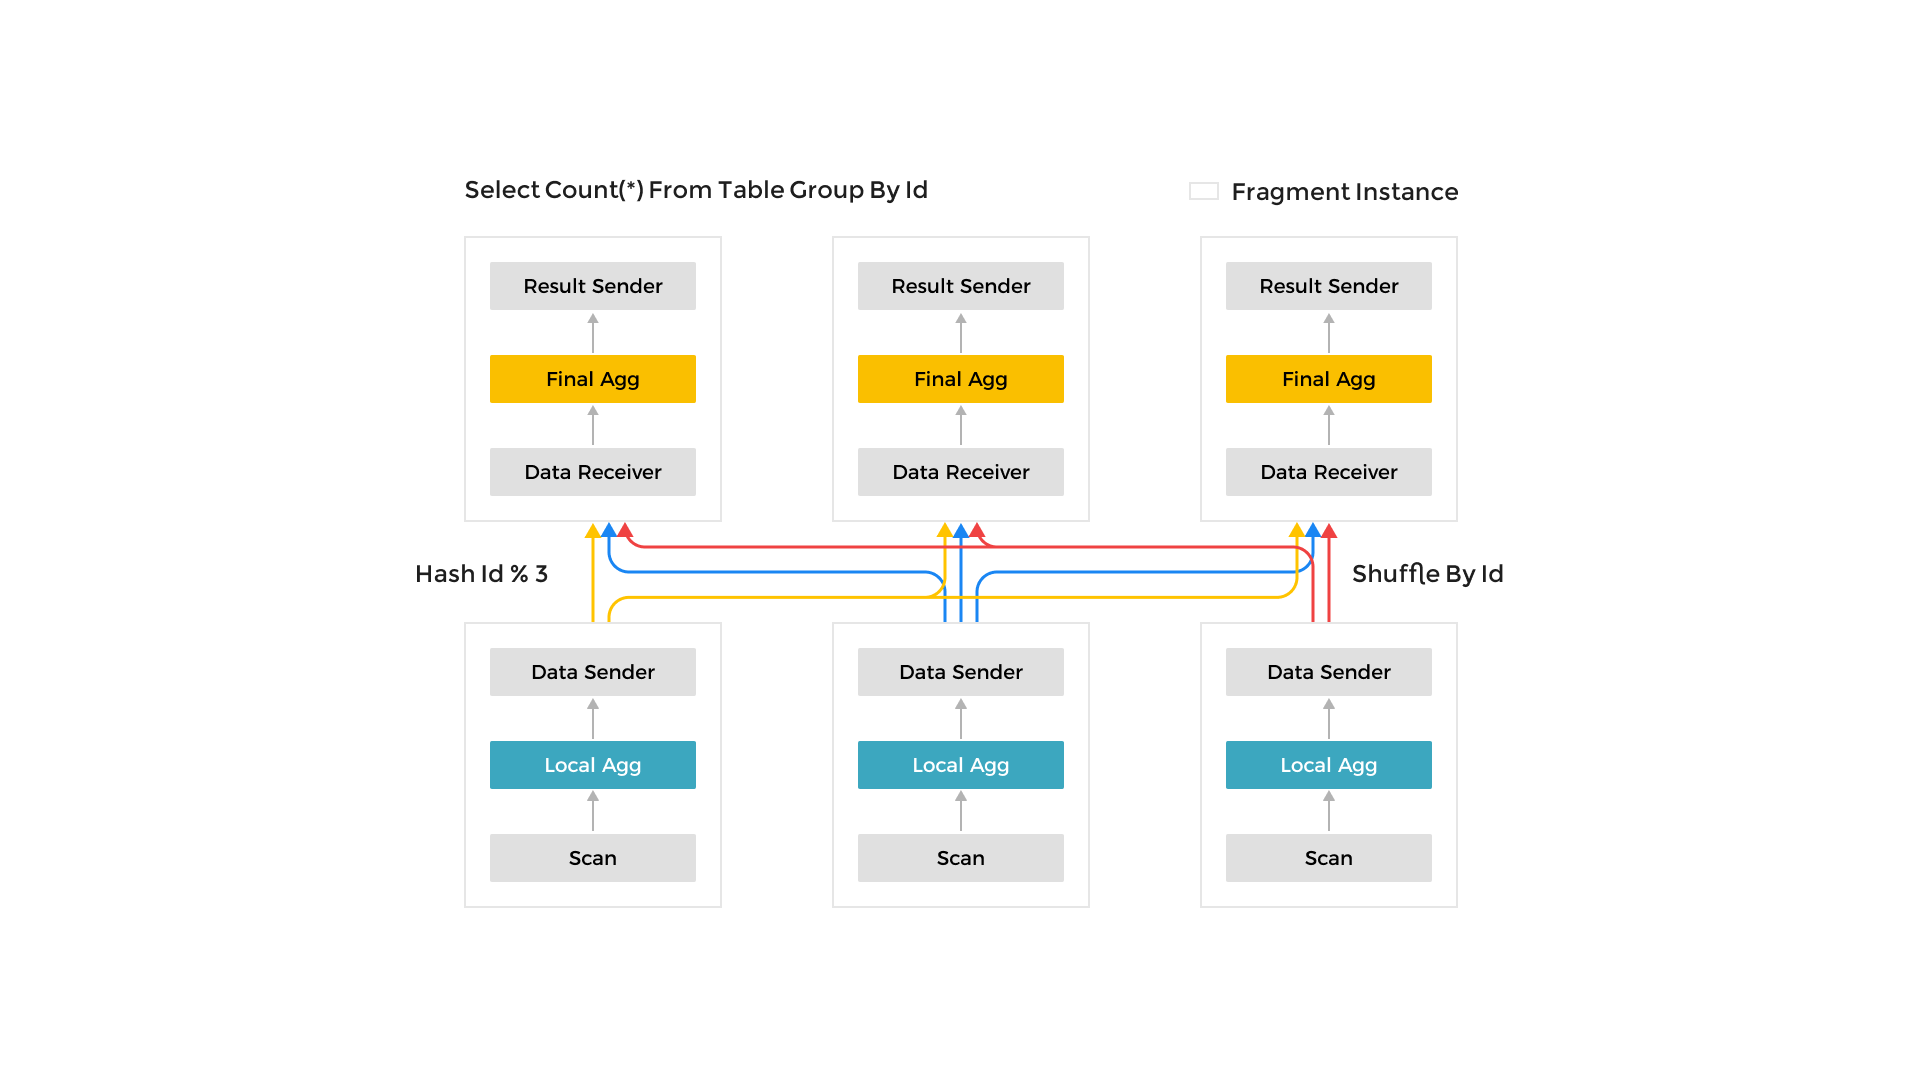 Select Count(*) From Table Group By Id
Fragment Instance
Result Sender
Result Sender
Result Sender
Final Agg
Final Agg
Final Agg
Data Receiver
Data Receiver
Data Receiver
Hash Id % 3
Shuffle By Id
Data Sender
Data Sender
Data Sender
Local Agg
Local Agg
Local Agg
Scan
Scan
Scan